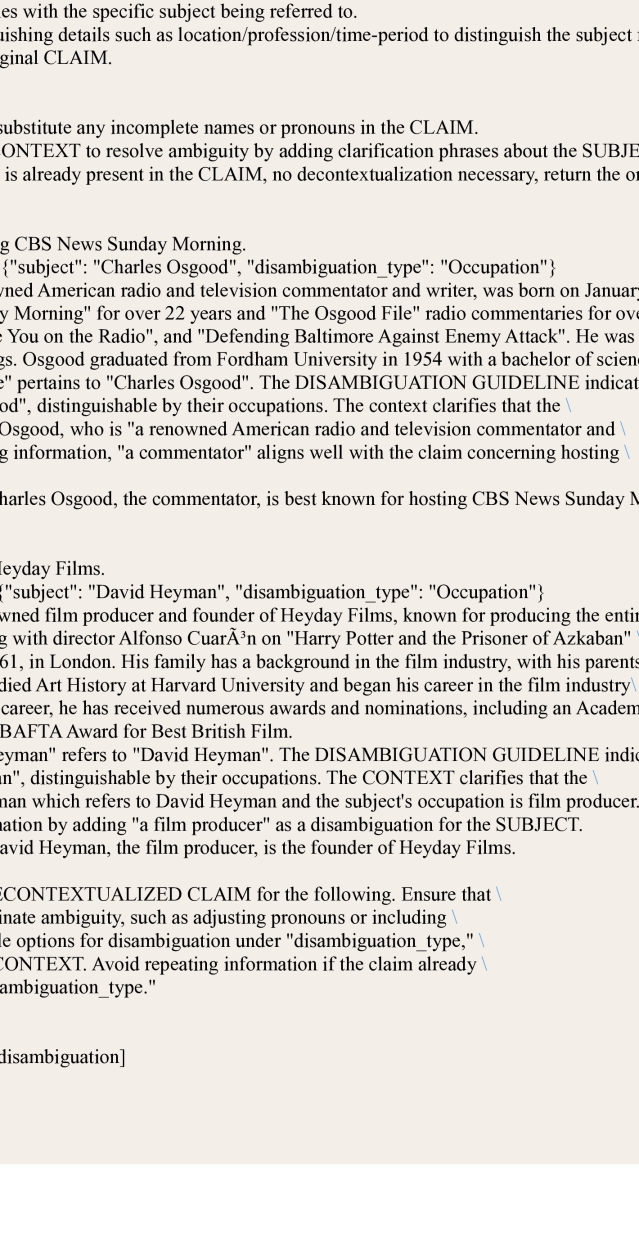 es with the specific subject being referred to.
uishing details such as location/profession/time-period to distinguish the subject
ginal CLAIM.
substitute any incomplete names or pronouns in the CLAIM.
CONTEXT to resolve ambiguity by adding clarification phrases about the SUBJE
is already present in the CLAIM, no decontextualization necessary, return the or
g CBS News Sunday Morning.
{"subject": "Charles Osgood", "disambiguation_type": "Occupation"}
wned American radio and television commentator and writer, was born on January
y Morning" for over 22 years and "The Osgood File" radio commentaries for ove
e You on the Radio", and "Defending Baltimore Against Enemy Attack". He was
gs. Osgood graduated from Fordham University in 1954 with a bachelor of scien
e" pertains to "Charles Osgood". The DISAMBIGUATION GUIDELINE indicat
od", distinguishable by their occupations. The context clarifies that the \
Osgood, who is "a renowned American radio and television commentator and \
g information, "a commentator" aligns well with the claim concerning hosting \
harles Osgood, the commentator, is best known for hosting CBS News Sunday M
Heyday Films.
{"subject": "David Heyman", "disambiguation_type": "Occupation"}
wned film producer and founder of Heyday Films, known for producing the entir
g with director Alfonso CuarÃ³n on "Harry Potter and the Prisoner of Azkaban" \
61, in London. His family has a background in the film industry, with his parents
died Art History at Harvard University and began his career in the film industry\
career, he has received numerous awards and nominations, including an Academ
BAFTA Award for Best British Film.
eyman" refers to "David Heyman". The DISAMBIGUATION GUIDELINE indic
an", distinguishable by their occupations. The CONTEXT clarifies that the \
man which refers to David Heyman and the subject's occupation is film producer.
nation by adding "a film producer" as a disambiguation for the SUBJECT.
avid Heyman, the film producer, is the founder of Heyday Films.
ECONTEXTUALIZED CLAIM for the following. Ensure that \
inate ambiguity, such as adjusting pronouns or including \
le options for disambiguation under "disambiguation_type," \
CONTEXT. Avoid repeating information if the claim already \
ambiguation_type."
disambiguation]